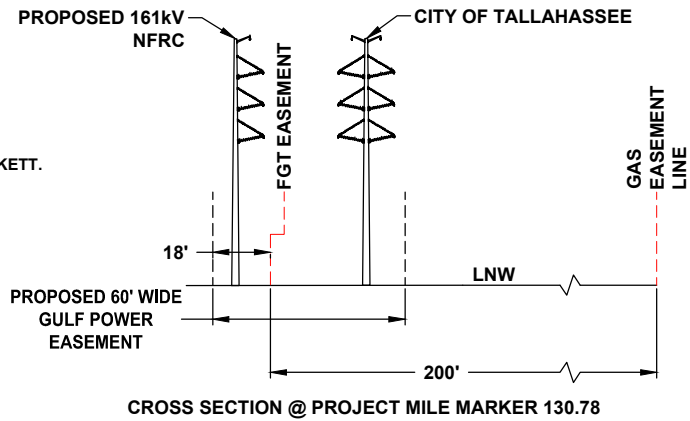 PROPOSED 161kV
NFRC
CITY OF TALLAHASSEE
KETT.
FGT EASEMENT
GAS
EASEMENT
LINE
18'
LNW
PROPOSED 60' WIDE
GULF POWER
EASEMENT
200'
CROSS SECTION @ PROJECT MILE MARKER 130.78